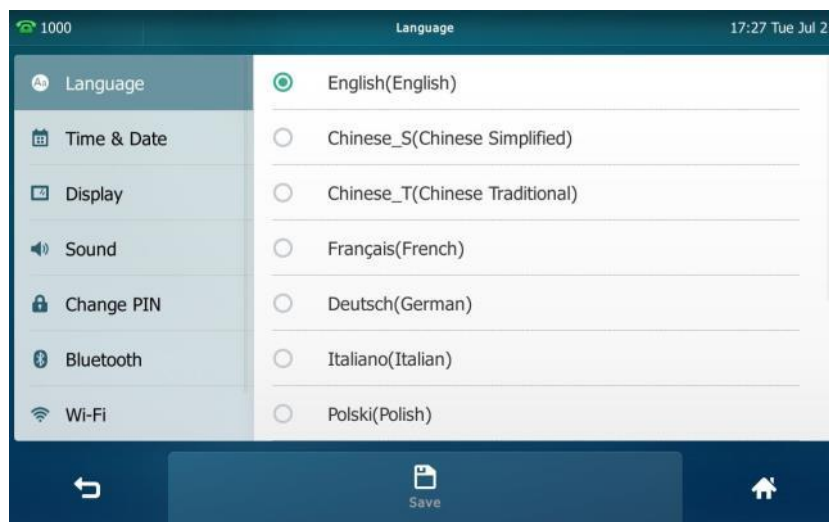 1000 Language 17:27 Tue Jul 2
Language
Time & Date
Display
Sound
Change PIN
Bluetooth
Wi-Fi
English(English)
Chinese_S(Chinese Simplified)
Chinese_T(Chinese Traditional)
Français(French)
Deutsch(German)
Italiano(Italian)
Polski(Polish)
Save